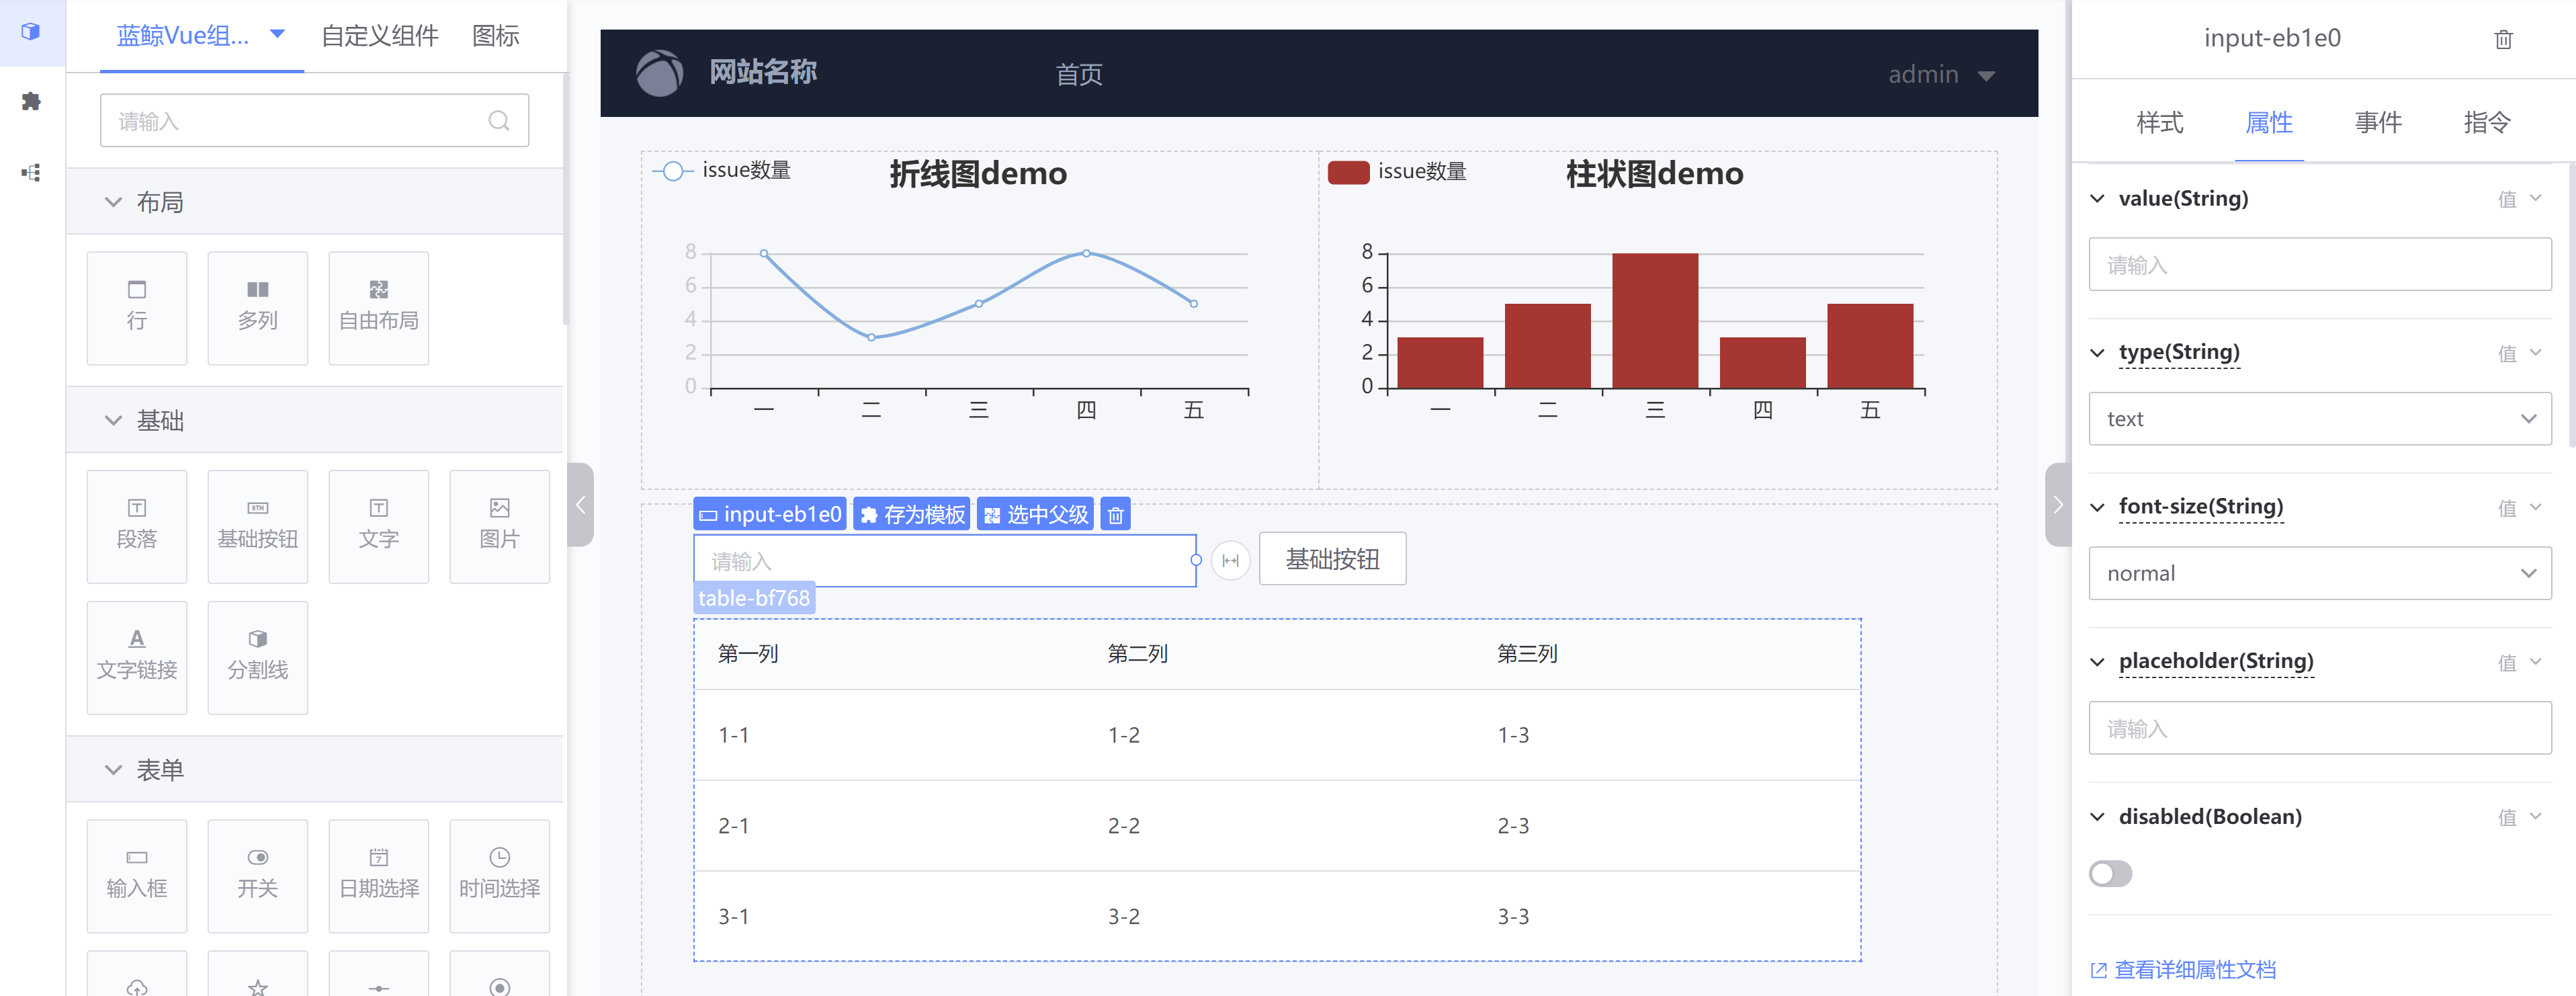 蓝鲸Vue组...
自定义组件
图标
请输入
布局
行
多列
自由布局
基础
段落
BTN
基础按钮
文字
图片
文字链接
分割线
表单
输入框
开关
7
日期选择
时间选择
网站名称
首页
admin
issue数量
折线图demo
8
6
4
2
0
一 二 三 四 五
issue数量
柱状图demo
8
6
4
2
0
一 二 三 四 五
input-eb1e0
存为模板
选中父级
请输入
基础按钮
table-bf768
第一列 第二列 第三列
1-1 1-2 1-3
2-1 2-2 2-3
3-1 3-2 3-3
input-eb1e0
样式 属性 事件 指令
value(String) 值
请输入
type(String) 值
text
font-size(String) 值
normal
placeholder(String) 值
请输入
disabled(Boolean) 值
查看详细属性文档